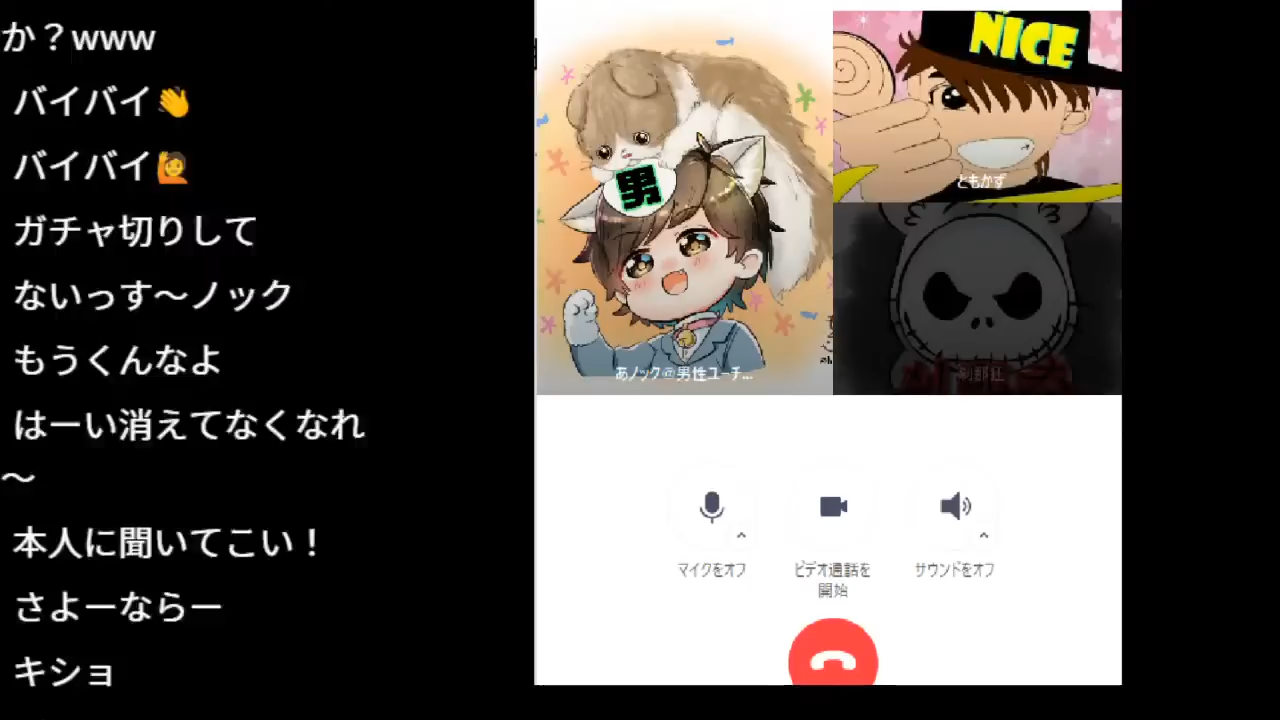 か？www
バイバイ👋
バイバイ🙋
ガチャ切りして
ないっす～ノック
もうくんなよ
はーい消えてなくなれ
～
本人に聞いてこい！
さよーならー
キショ
NICE
ともかず
男
あノック@男性ユーチ...
刹那紅
マイクをオフ
ビデオ通話を
開始
サウンドをオフ